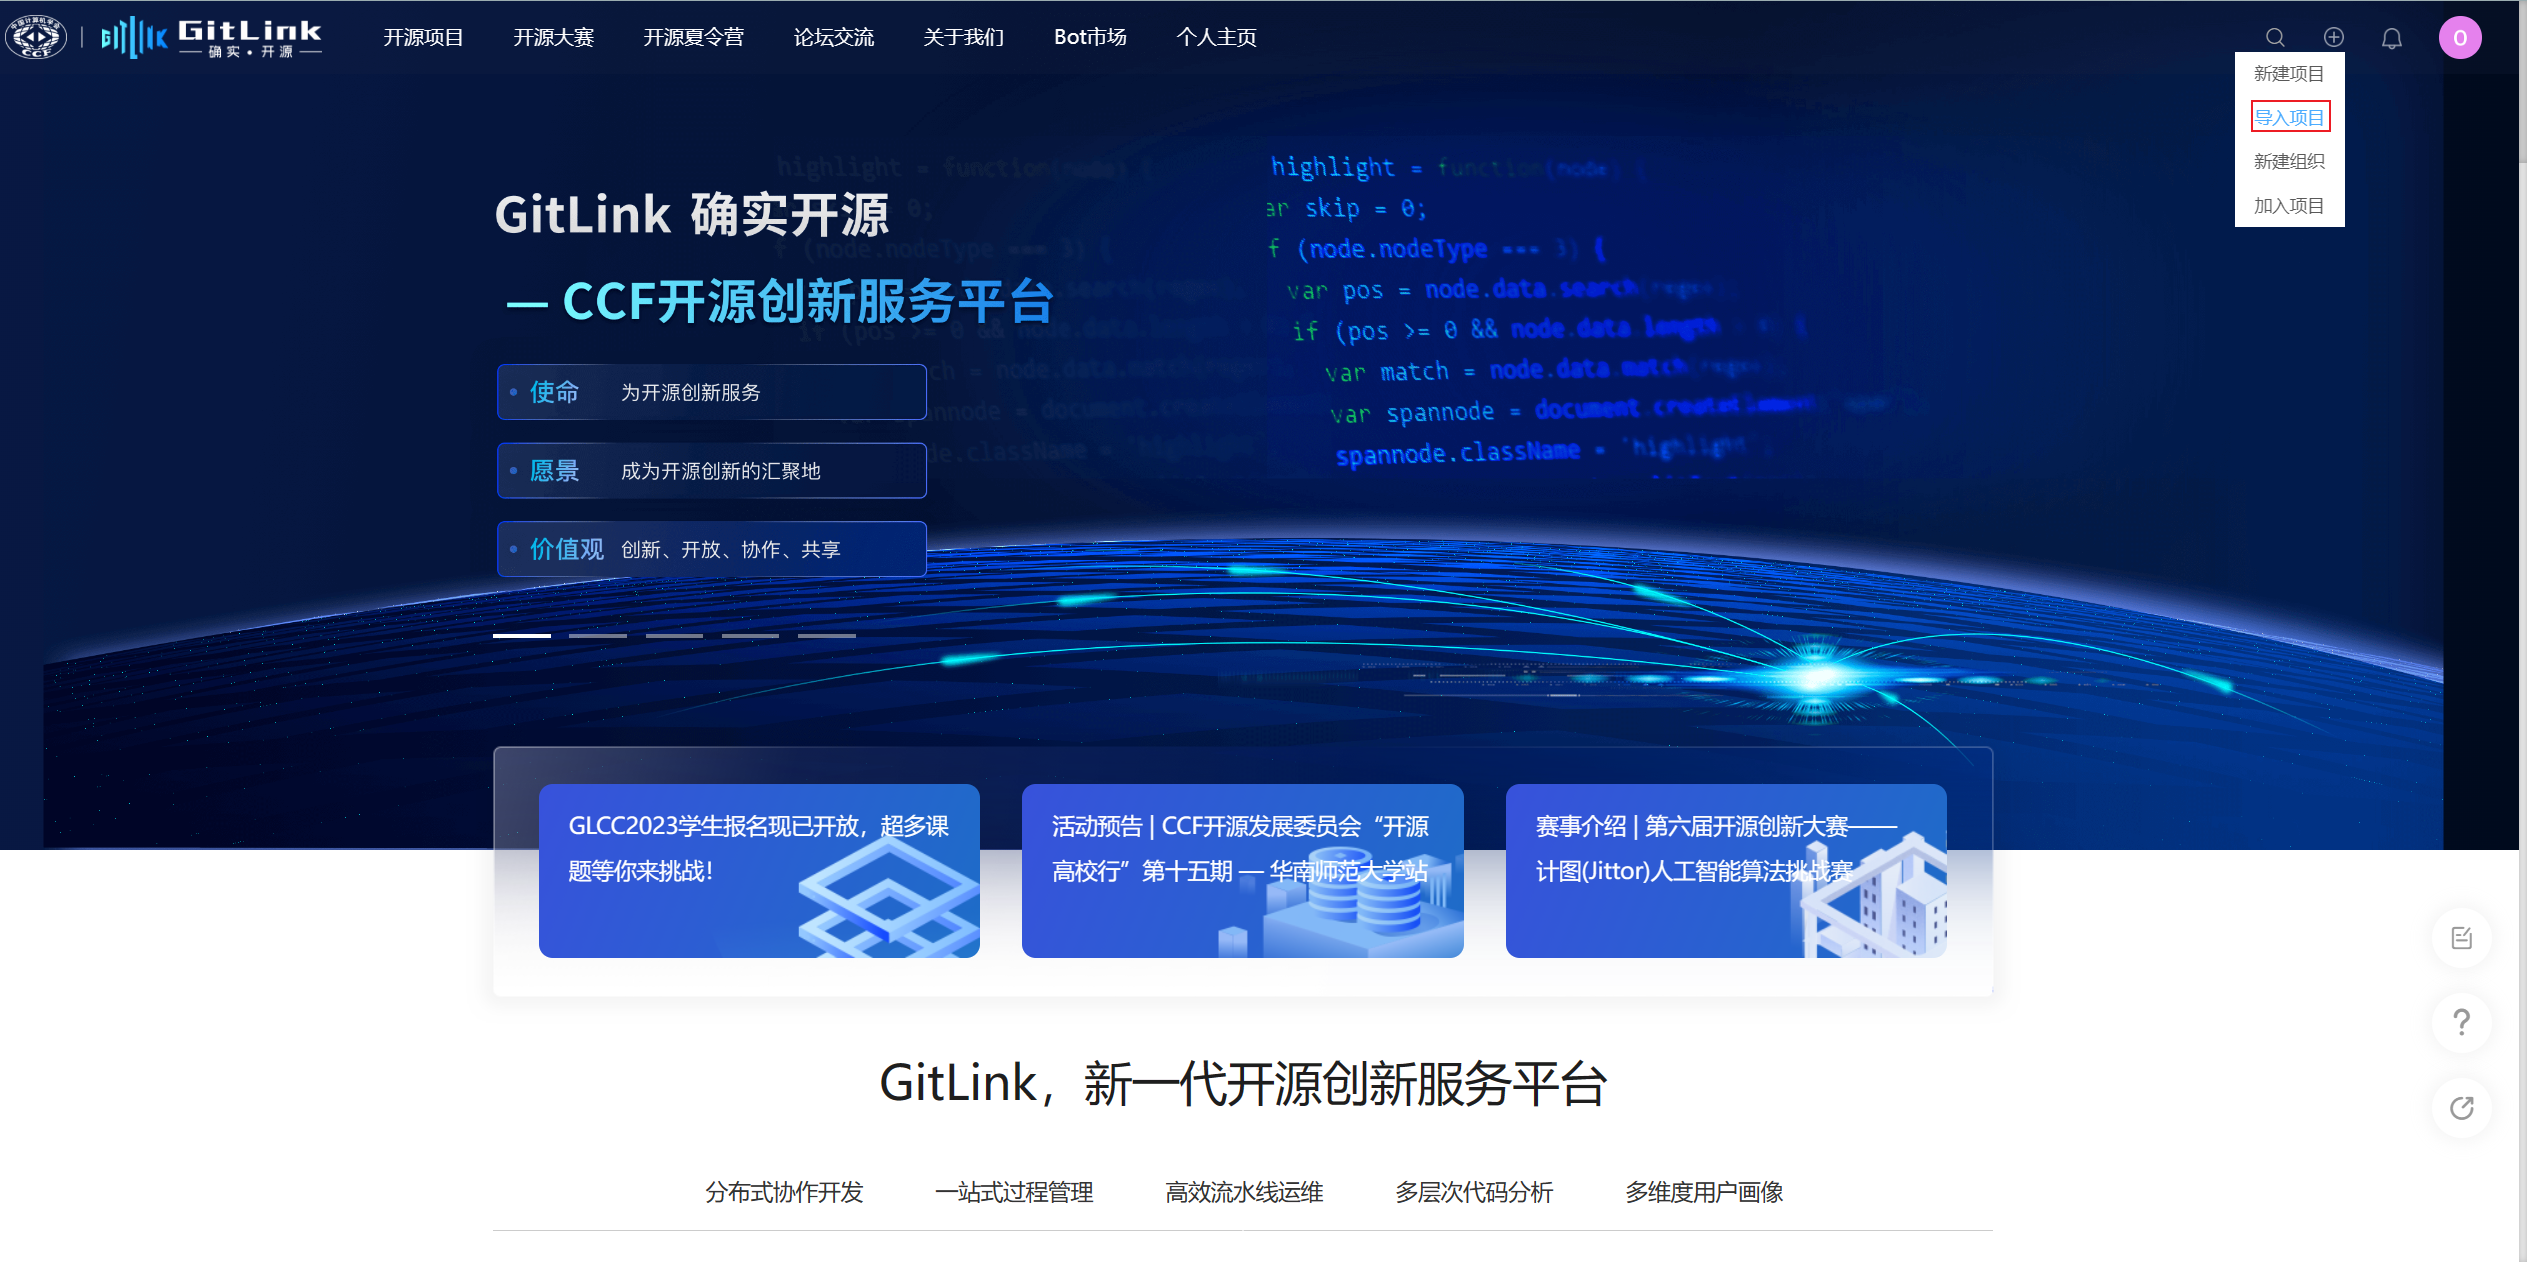 中国计算机学会
CCF
GitLink
GitLink
确实·开源
开源项目 开源大赛 开源夏令营 论坛交流 关于我们 Bot市场 个人主页
O
新建项目
导入项目
新建组织
加入项目
highlight = function(node) {
ar skip = 0;
f (node.nodeType === 3) {
var pos = node.data.search(
if (pos >= 0 && node.data.length
var match = node.data.match(
var spannode = document.createElement
spannode.className = 'highlight'
GitLink 确实开源
— CCF开源创新服务平台
使命 为开源创新服务
愿景 成为开源创新的汇聚地
价值观 创新、开放、协作、共享
GLCC2023学生报名现已开放，超多课
题等你来挑战！
活动预告 | CCF开源发展委员会“开源
高校行”第十五期 — 华南师范大学站
赛事介绍 | 第六届开源创新大赛——
计图(Jittor)人工智能算法挑战赛
GitLink，新一代开源创新服务平台
分布式协作开发 一站式过程管理 高效流水线运维 多层次代码分析 多维度用户画像